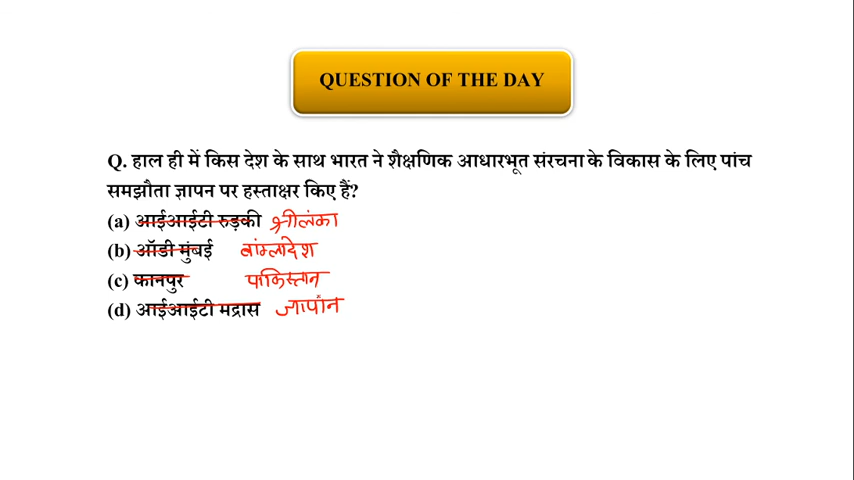 QUESTION OF THE DAY
Q. हाल ही में किस देश के साथ भारत ने शैक्षणिक आधारभूत संरचना के विकास के लिए पांच
समझौता ज्ञापन पर हस्ताक्षर किए हैं?
(a) आईआईटी रुड़की श्रीलंका
(b) ऑडी मुंबई बांग्लादेश
(c) कानपुर पाकिस्तान
(d) आईआईटी मद्रास जापान